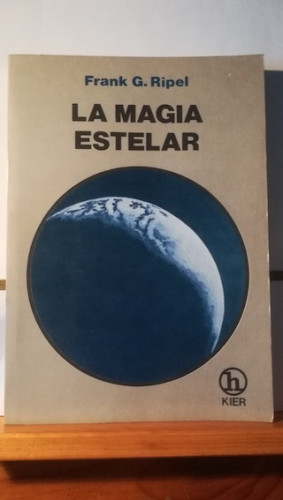 Frank G. Ripel
LA MAGIA
ESTELAR
h
KIER